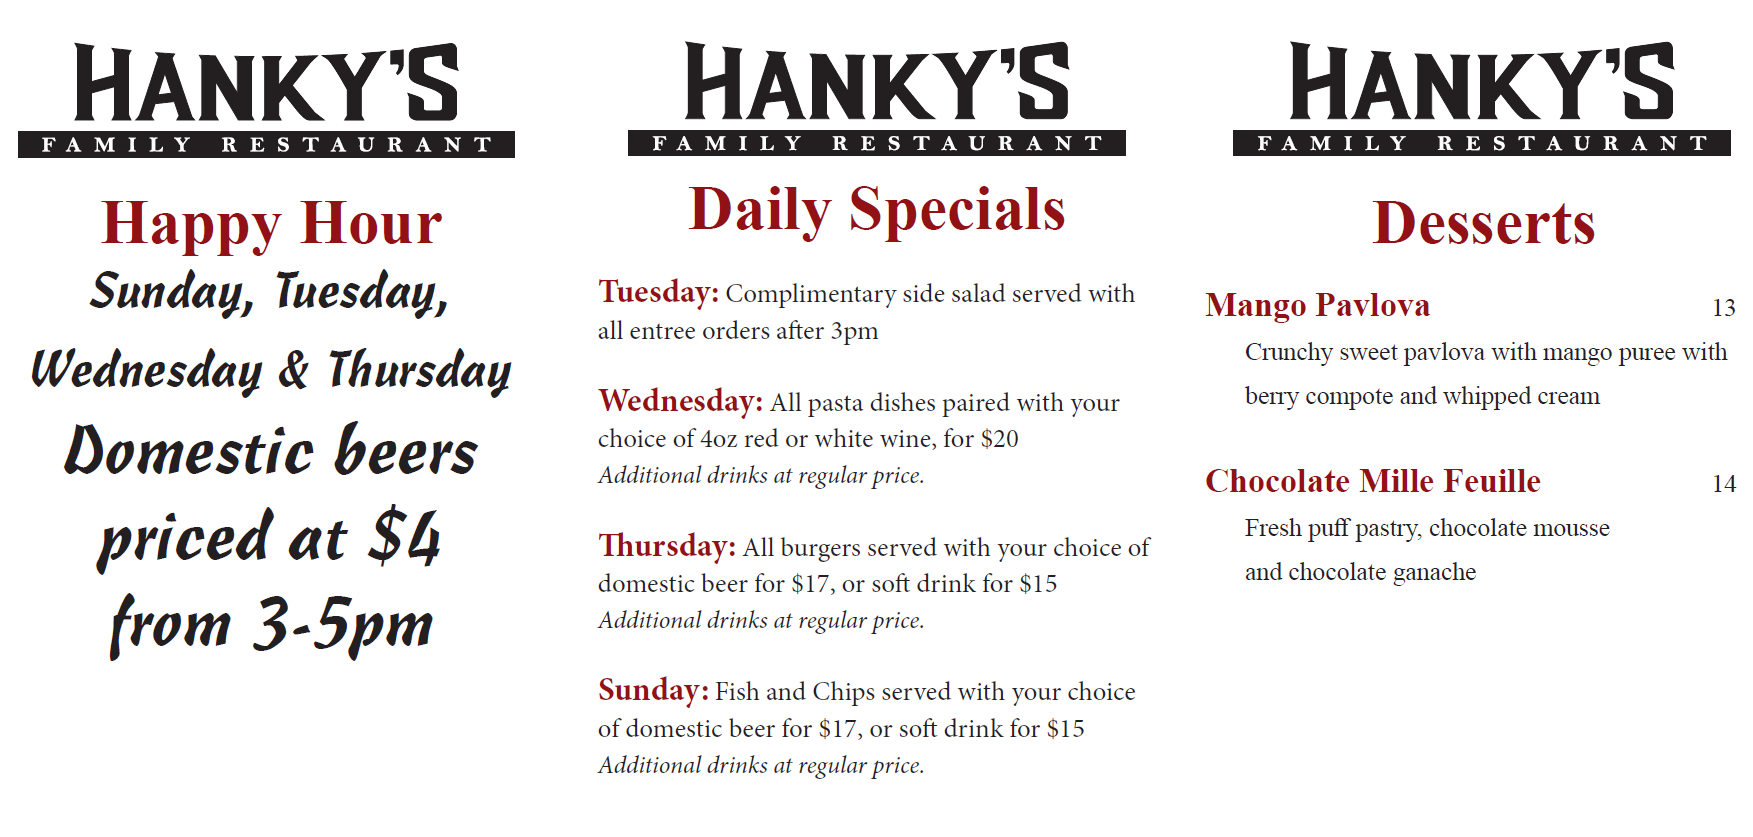 HANKY'S
FAMILY RESTAURANT
Happy Hour
Sunday, Tuesday,
Wednesday & Thursday
Domestic beers
priced at $4
from 3-5pm
HANKY'S
FAMILY RESTAURANT
Daily Specials
Tuesday: Complimentary side salad served with
all entree orders after 3pm
Wednesday: All pasta dishes paired with your
choice of 4oz red or white wine, for $20
Additional drinks at regular price.
Thursday: All burgers served with your choice of
domestic beer for $17, or soft drink for $15
Additional drinks at regular price.
Sunday: Fish and Chips served with your choice
of domestic beer for $17, or soft drink for $15
Additional drinks at regular price.
HANKY'S
FAMILY RESTAURANT
Desserts
Mango Pavlova 13
Crunchy sweet pavlova with mango puree with
berry compote and whipped cream
Chocolate Mille Feuille 14
Fresh puff pastry, chocolate mousse
and chocolate ganache